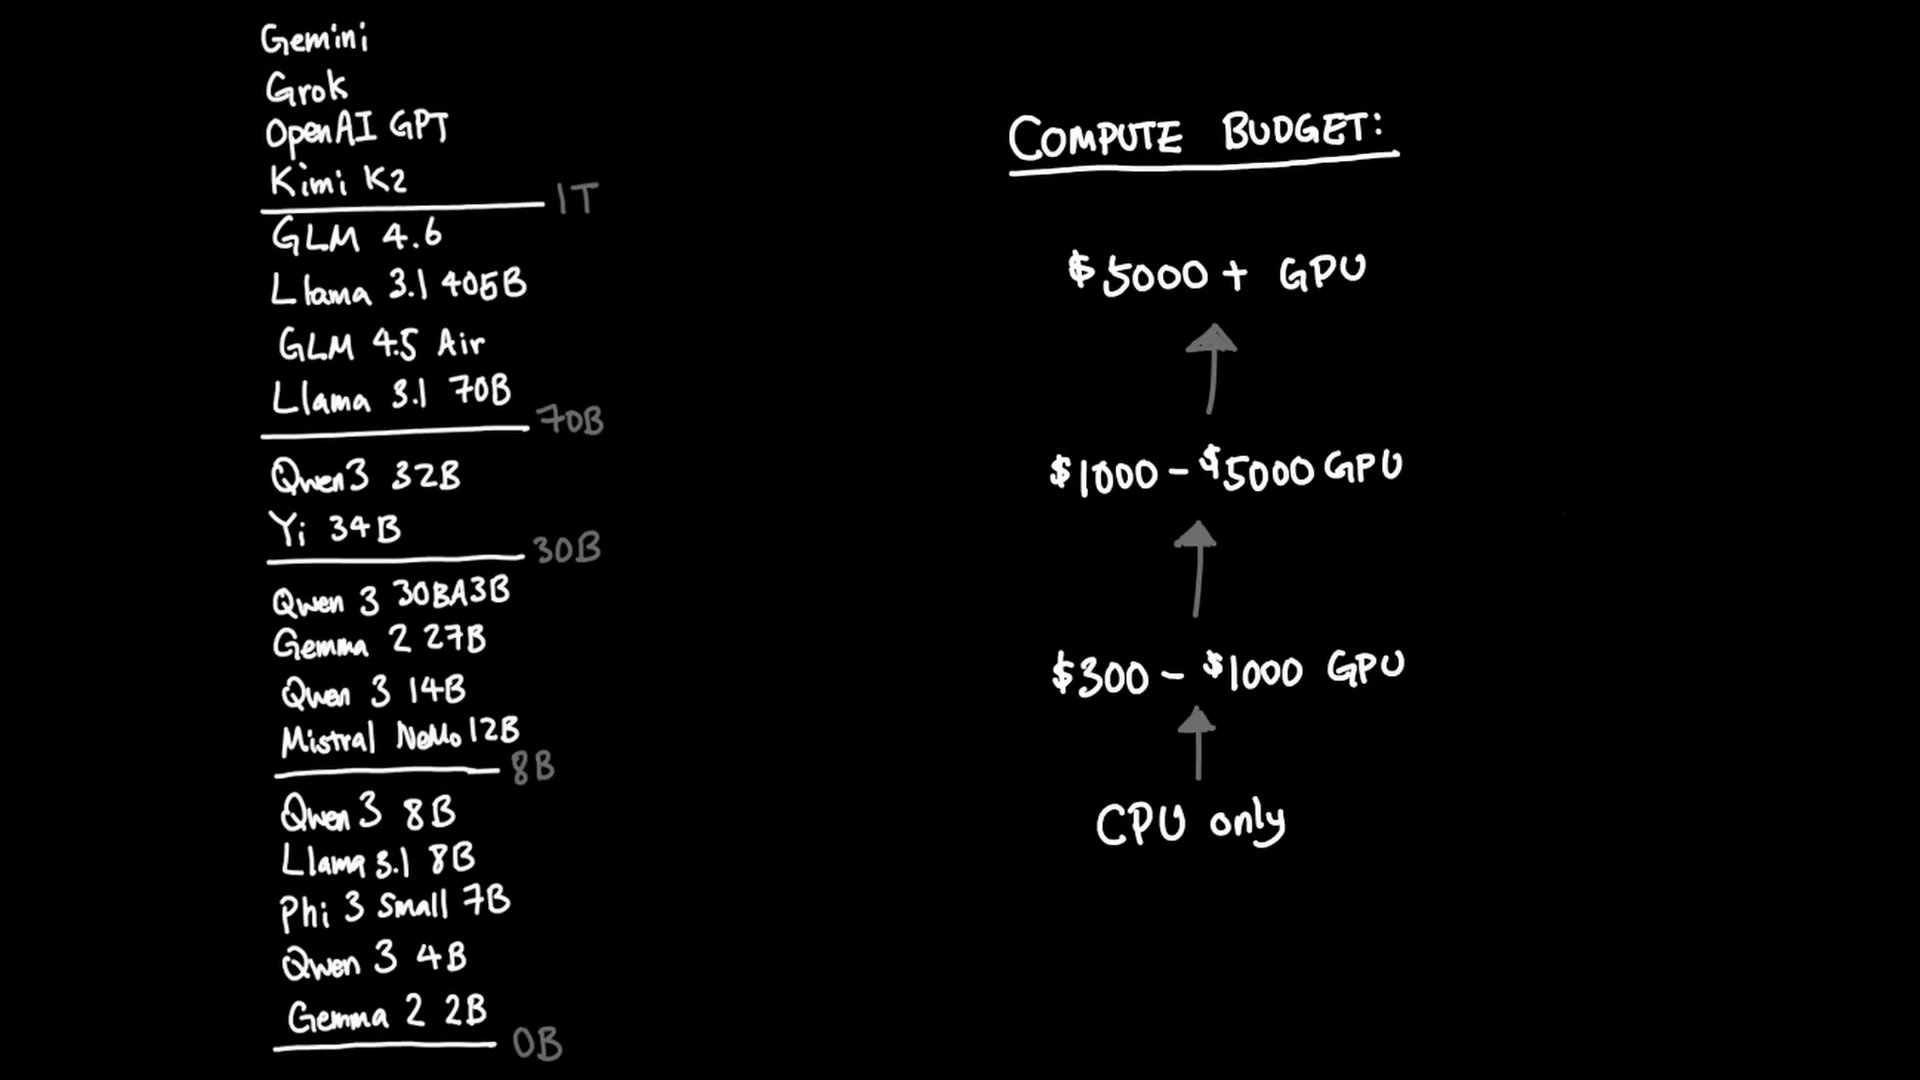 Gemini
Grok
OpenAI GPT
Kimi K2
1T
GLM 4.6
Llama 3.1 405B
GLM 4.5 Air
Llama 3.1 70B
70B
Qwen3 32B
Yi 34B
30B
Qwen 3 30BA3B
Gemma 2 27B
Qwen 3 14B
Mistral NeMo 12B
8B
Qwen 3 8B
Llama 3.1 8B
Phi 3 Small 7B
Qwen 3 4B
Gemma 2 2B
0B
COMPUTE BUDGET:
$5000+ GPU
$1000 - $5000 GPU
$300 - $1000 GPU
CPU only